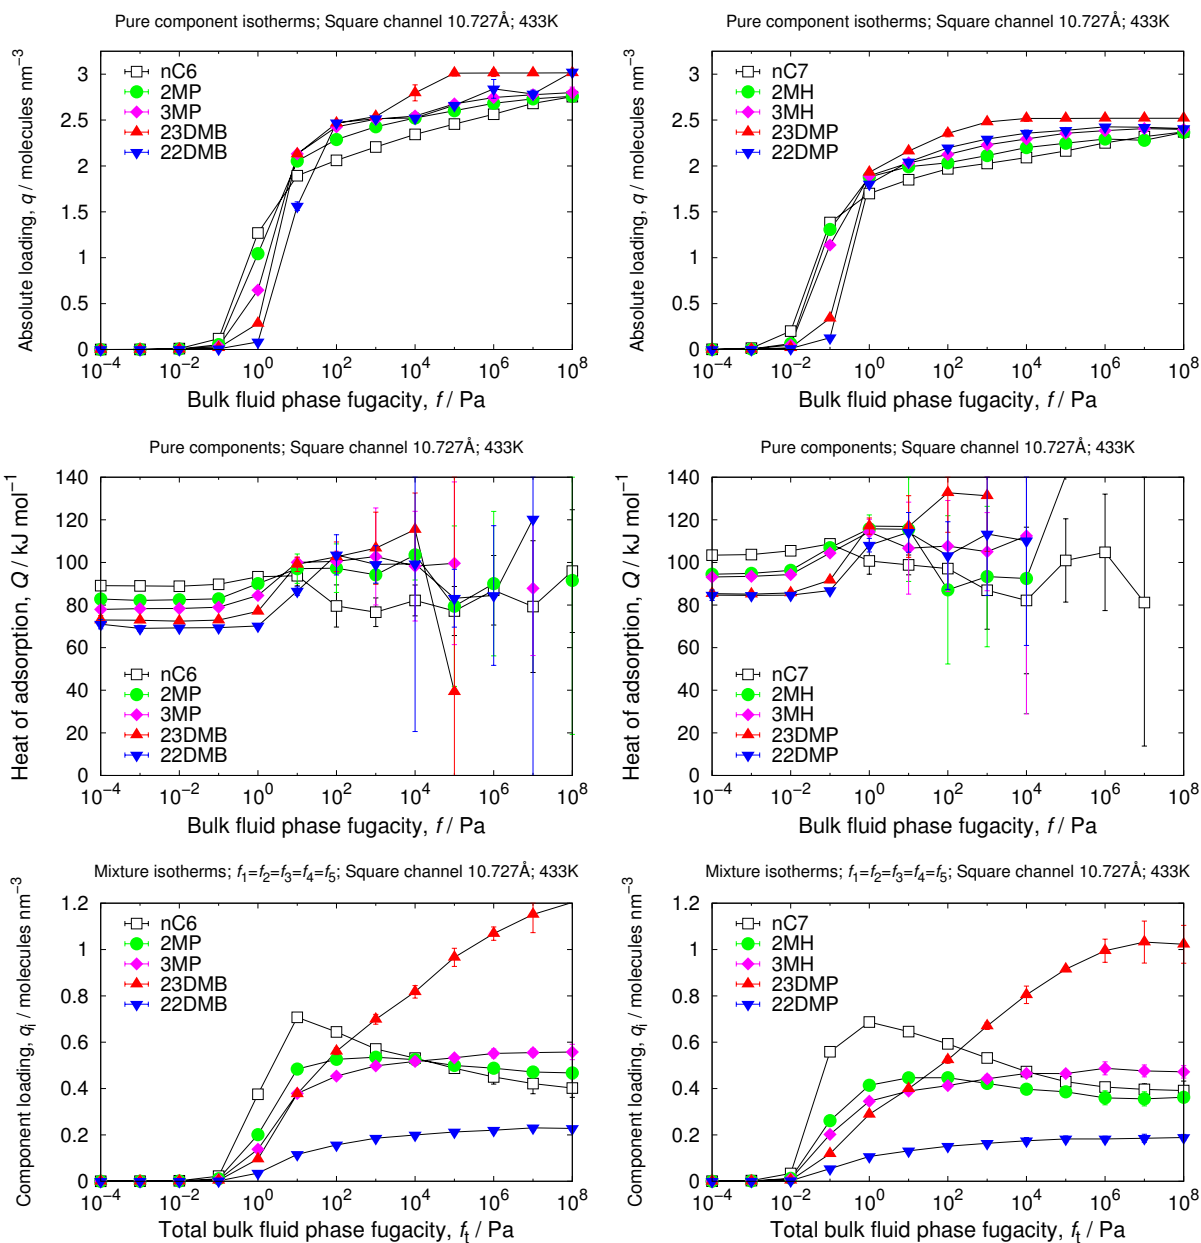 Pure component isotherms; Square channel 10.727Å; 433K
Absolute loading, q / molecules nm⁻³
3
2.5
2
1.5
1
0.5
0
nC6
2MP
3MP
23DMB
22DMB
10⁻⁴ 10⁻² 10⁰ 10² 10⁴ 10⁶ 10⁸
Bulk fluid phase fugacity, f / Pa
Pure component isotherms; Square channel 10.727Å; 433K
Absolute loading, q / molecules nm⁻³
3
2.5
2
1.5
1
0.5
0
nC7
2MH
3MH
23DMP
22DMP
10⁻⁴ 10⁻² 10⁰ 10² 10⁴ 10⁶ 10⁸
Bulk fluid phase fugacity, f / Pa
Pure components; Square channel 10.727Å; 433K
Heat of adsorption, Q / kJ mol⁻¹
140
120
100
80
60
40
20
0
nC6
2MP
3MP
23DMB
22DMB
10⁻⁴ 10⁻² 10⁰ 10² 10⁴ 10⁶ 10⁸
Bulk fluid phase fugacity, f / Pa
Pure components; Square channel 10.727Å; 433K
Heat of adsorption, Q / kJ mol⁻¹
140
120
100
80
60
40
20
0
nC7
2MH
3MH
23DMP
22DMP
10⁻⁴ 10⁻² 10⁰ 10² 10⁴ 10⁶ 10⁸
Bulk fluid phase fugacity, f / Pa
Mixture isotherms; f₁=f₂=f₃=f₄=f₅; Square channel 10.727Å; 433K
Component loading, qᵢ / molecules nm⁻³
1.2
1
0.8
0.6
0.4
0.2
0
nC6
2MP
3MP
23DMB
22DMB
10⁻⁴ 10⁻² 10⁰ 10² 10⁴ 10⁶ 10⁸
Total bulk fluid phase fugacity, fₜ / Pa
Mixture isotherms; f₁=f₂=f₃=f₄=f₅; Square channel 10.727Å; 433K
Component loading, qᵢ / molecules nm⁻³
1.2
1
0.8
0.6
0.4
0.2
0
nC7
2MH
3MH
23DMP
22DMP
10⁻⁴ 10⁻² 10⁰ 10² 10⁴ 10⁶ 10⁸
Total bulk fluid phase fugacity, fₜ / Pa